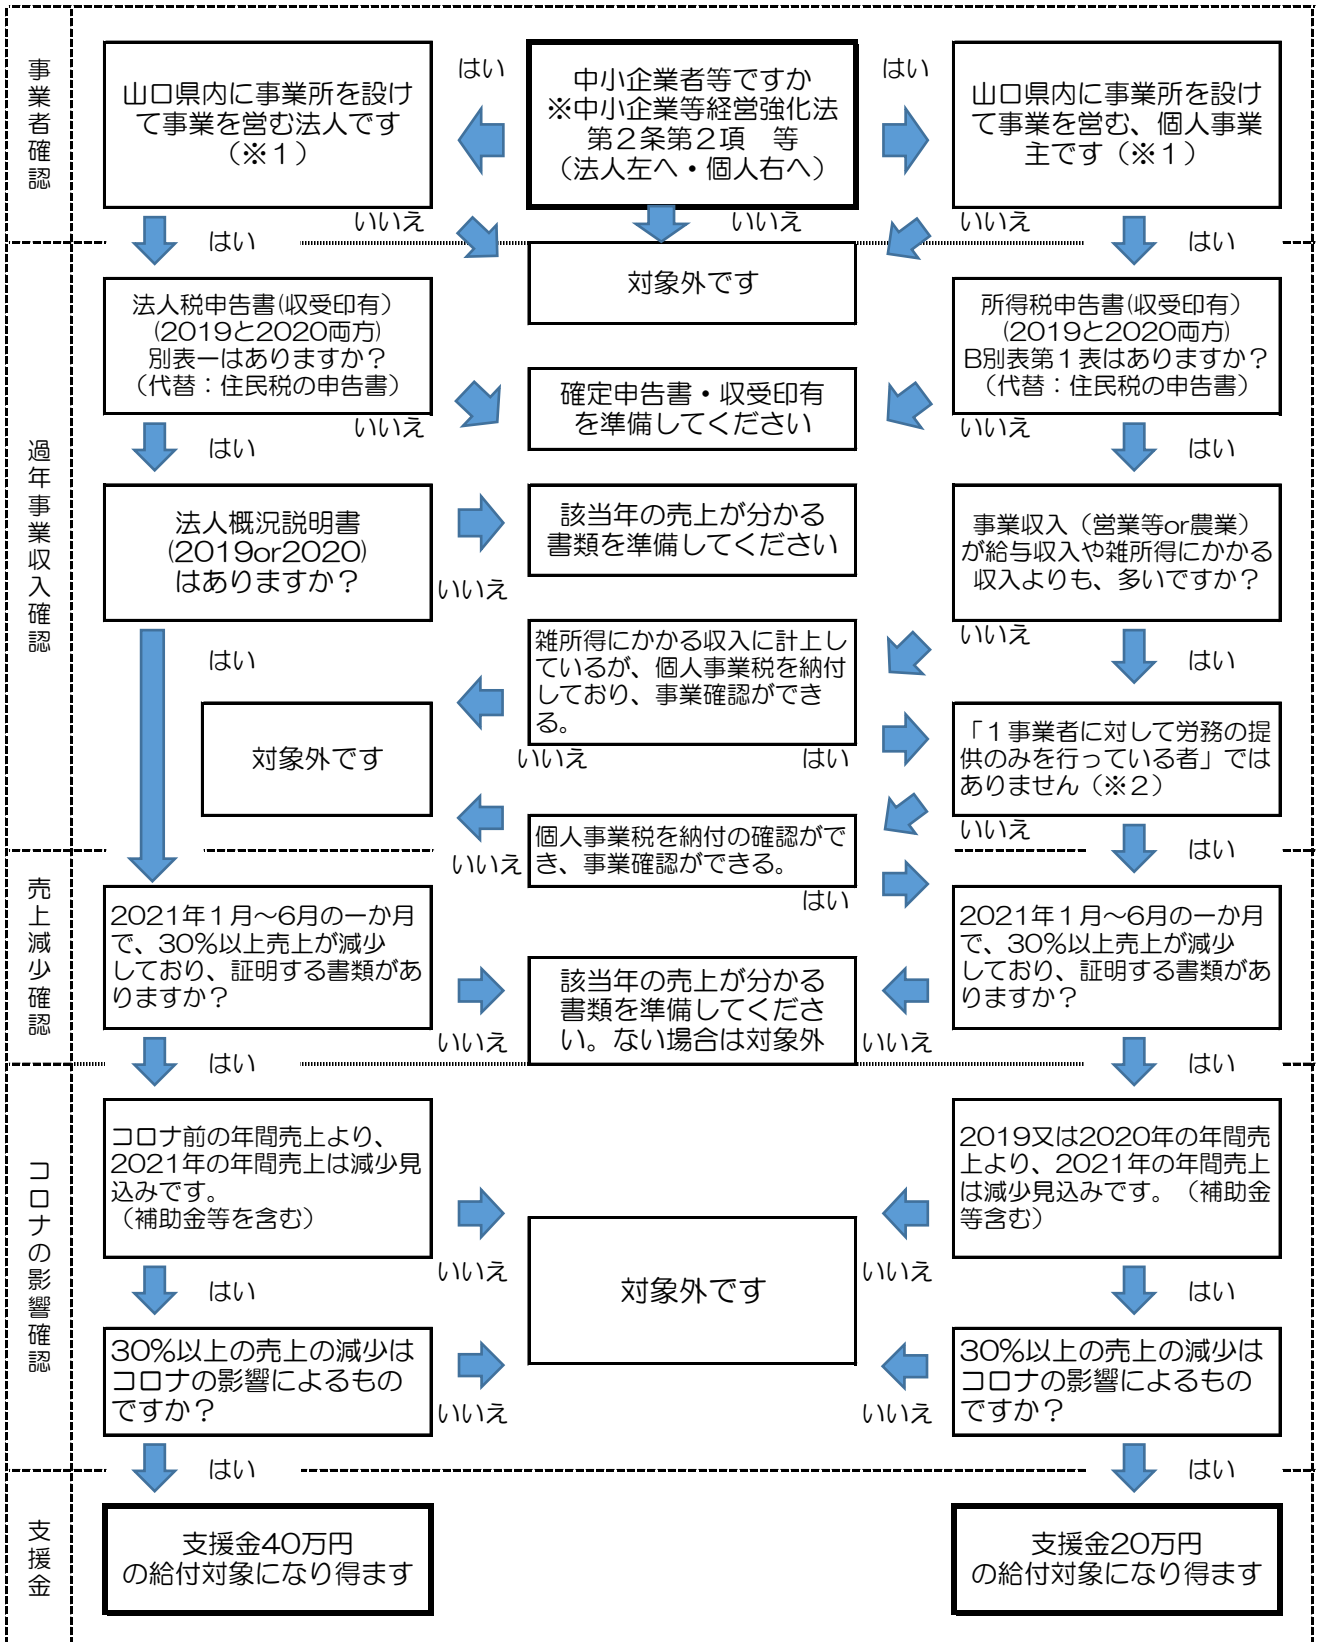 事業者確認
はい
はい
山口県内に事業所を設け
て事業を営む法人です
（※１）
中小企業者等ですか
※中小企業等経営強化法
第２条第２項　等
（法人左へ・個人右へ）
山口県内に事業所を設け
て事業を営む、個人事業
主です（※１）
いいえ
いいえ
いいえ
はい
はい
対象外です
過年事業収入確認
法人税申告書(収受印有）
(2019と2020両方)
別表一はありますか？
（代替：住民税の申告書）
所得税申告書(収受印有）
(2019と2020両方)
B別表第１表はありますか？
（代替：住民税の申告書）
確定申告書・収受印有
を準備してください
いいえ
いいえ
はい
はい
法人概況説明書
(2019or2020)
はありますか？
該当年の売上が分かる
書類を準備してください
事業収入（営業等or農業）
が給与収入や雑所得にかかる
収入よりも、多いですか？
いいえ
いいえ
はい
はい
雑所得にかかる収入に計上し
ているが、個人事業税を納付
しており、事業確認ができ
る。
対象外です
「１事業者に対して労務の提
供のみを行っている者」では
ありません（※２）
いいえ
はい
いいえ
個人事業税を納付の確認がで
き、事業確認ができる。
いいえ
はい
はい
売上減少確認
2021年１月～6月の一か月
で、30%以上売上が減少
しており、証明する書類があ
りますか？
2021年１月～6月の一か月
で、30%以上売上が減少
しており、証明する書類があ
りますか？
該当年の売上が分かる
書類を準備してくださ
い。ない場合は対象外
いいえ
いいえ
はい
はい
コロナの影響確認
コロナ前の年間売上より、
2021年の年間売上は減少見
込みです。
（補助金等を含む）
2019又は2020年の年間売
上より、2021年の年間売上
は減少見込みです。（補助金
等含む）
対象外です
いいえ
いいえ
はい
はい
30%以上の売上の減少は
コロナの影響によるもの
ですか？
30%以上の売上の減少は
コロナの影響によるもの
ですか？
いいえ
いいえ
はい
はい
支援金
支援金40万円
の給付対象になり得ます
支援金20万円
の給付対象になり得ます